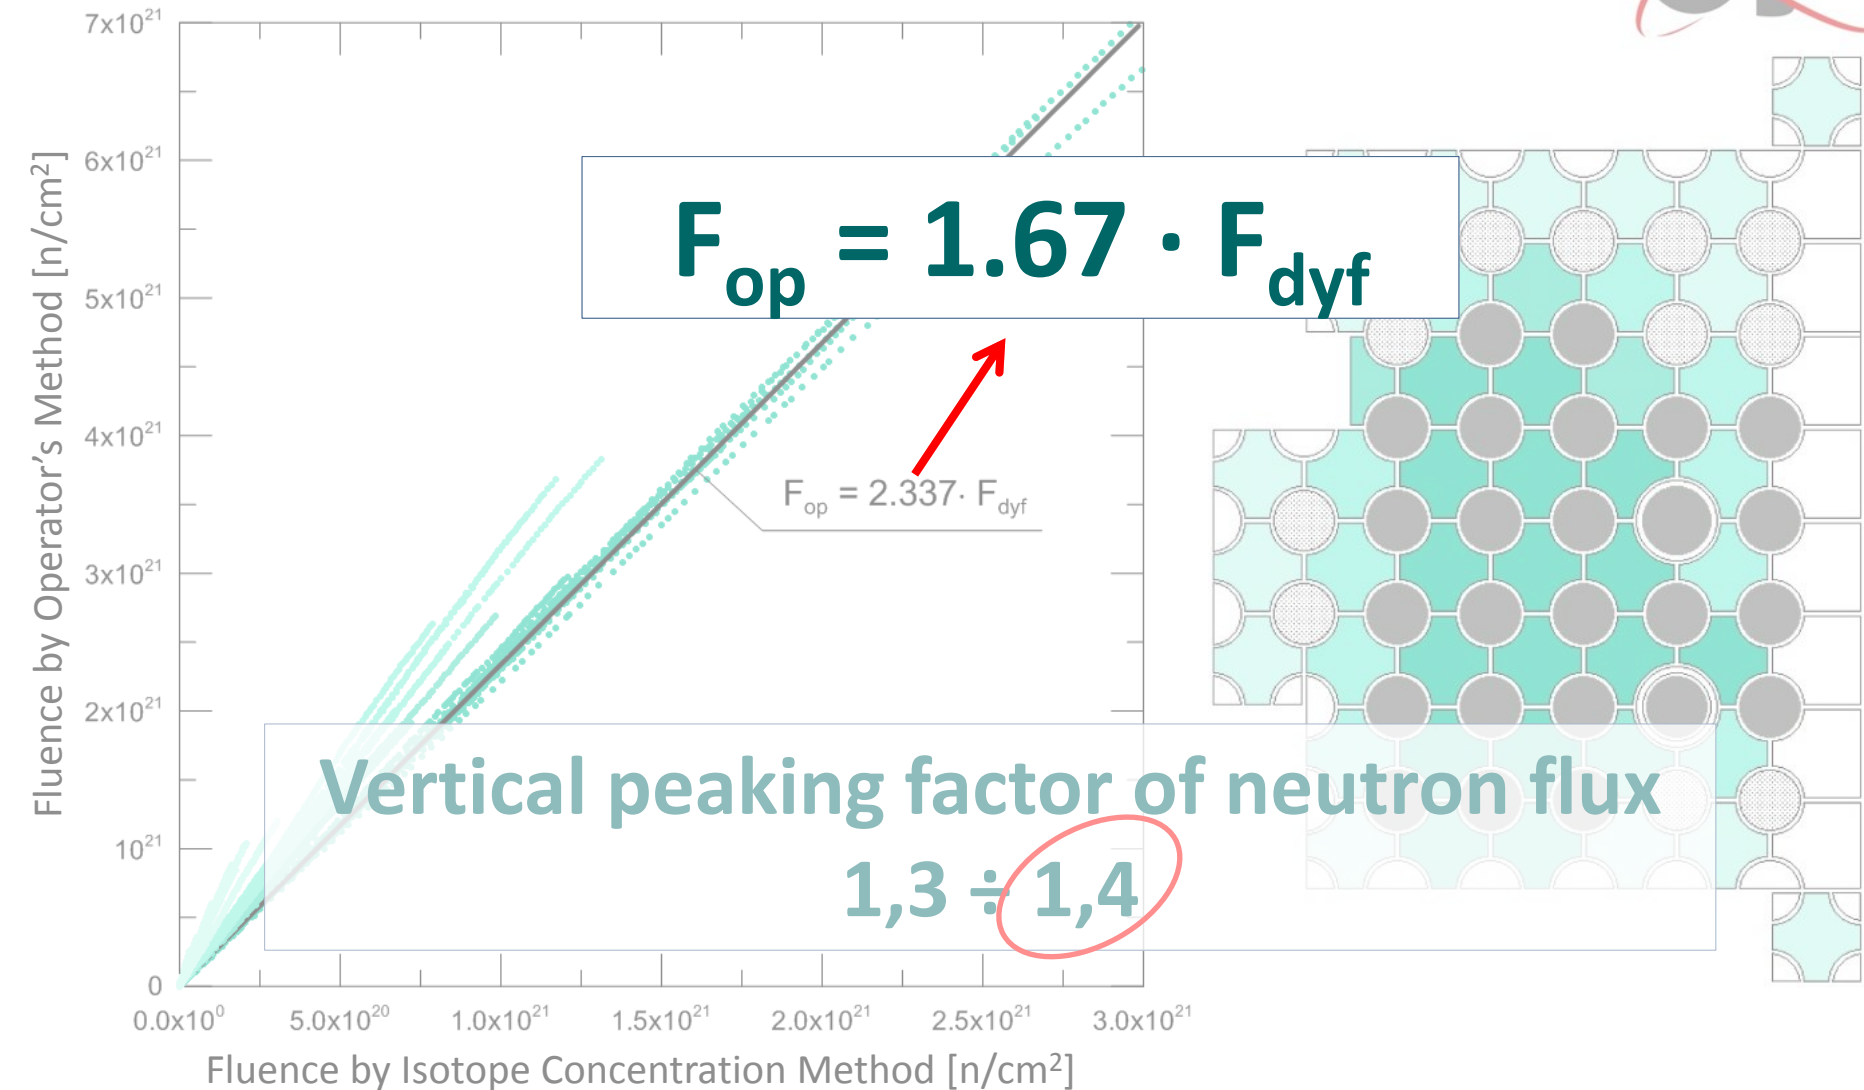 7x10²¹
6x10²¹
5x10²¹
4x10²¹
3x10²¹
2x10²¹
10²¹
0
Fluence by Operator's Method [n/cm²]
F_op = 1.67 · F_dyf
F_op = 2.337· F_dyf
Vertical peaking factor of neutron flux
1,3 ÷ 1,4
0.0x10⁰ 5.0x10²⁰ 1.0x10²¹ 1.5x10²¹ 2.0x10²¹ 2.5x10²¹ 3.0x10²¹
Fluence by Isotope Concentration Method [n/cm²]